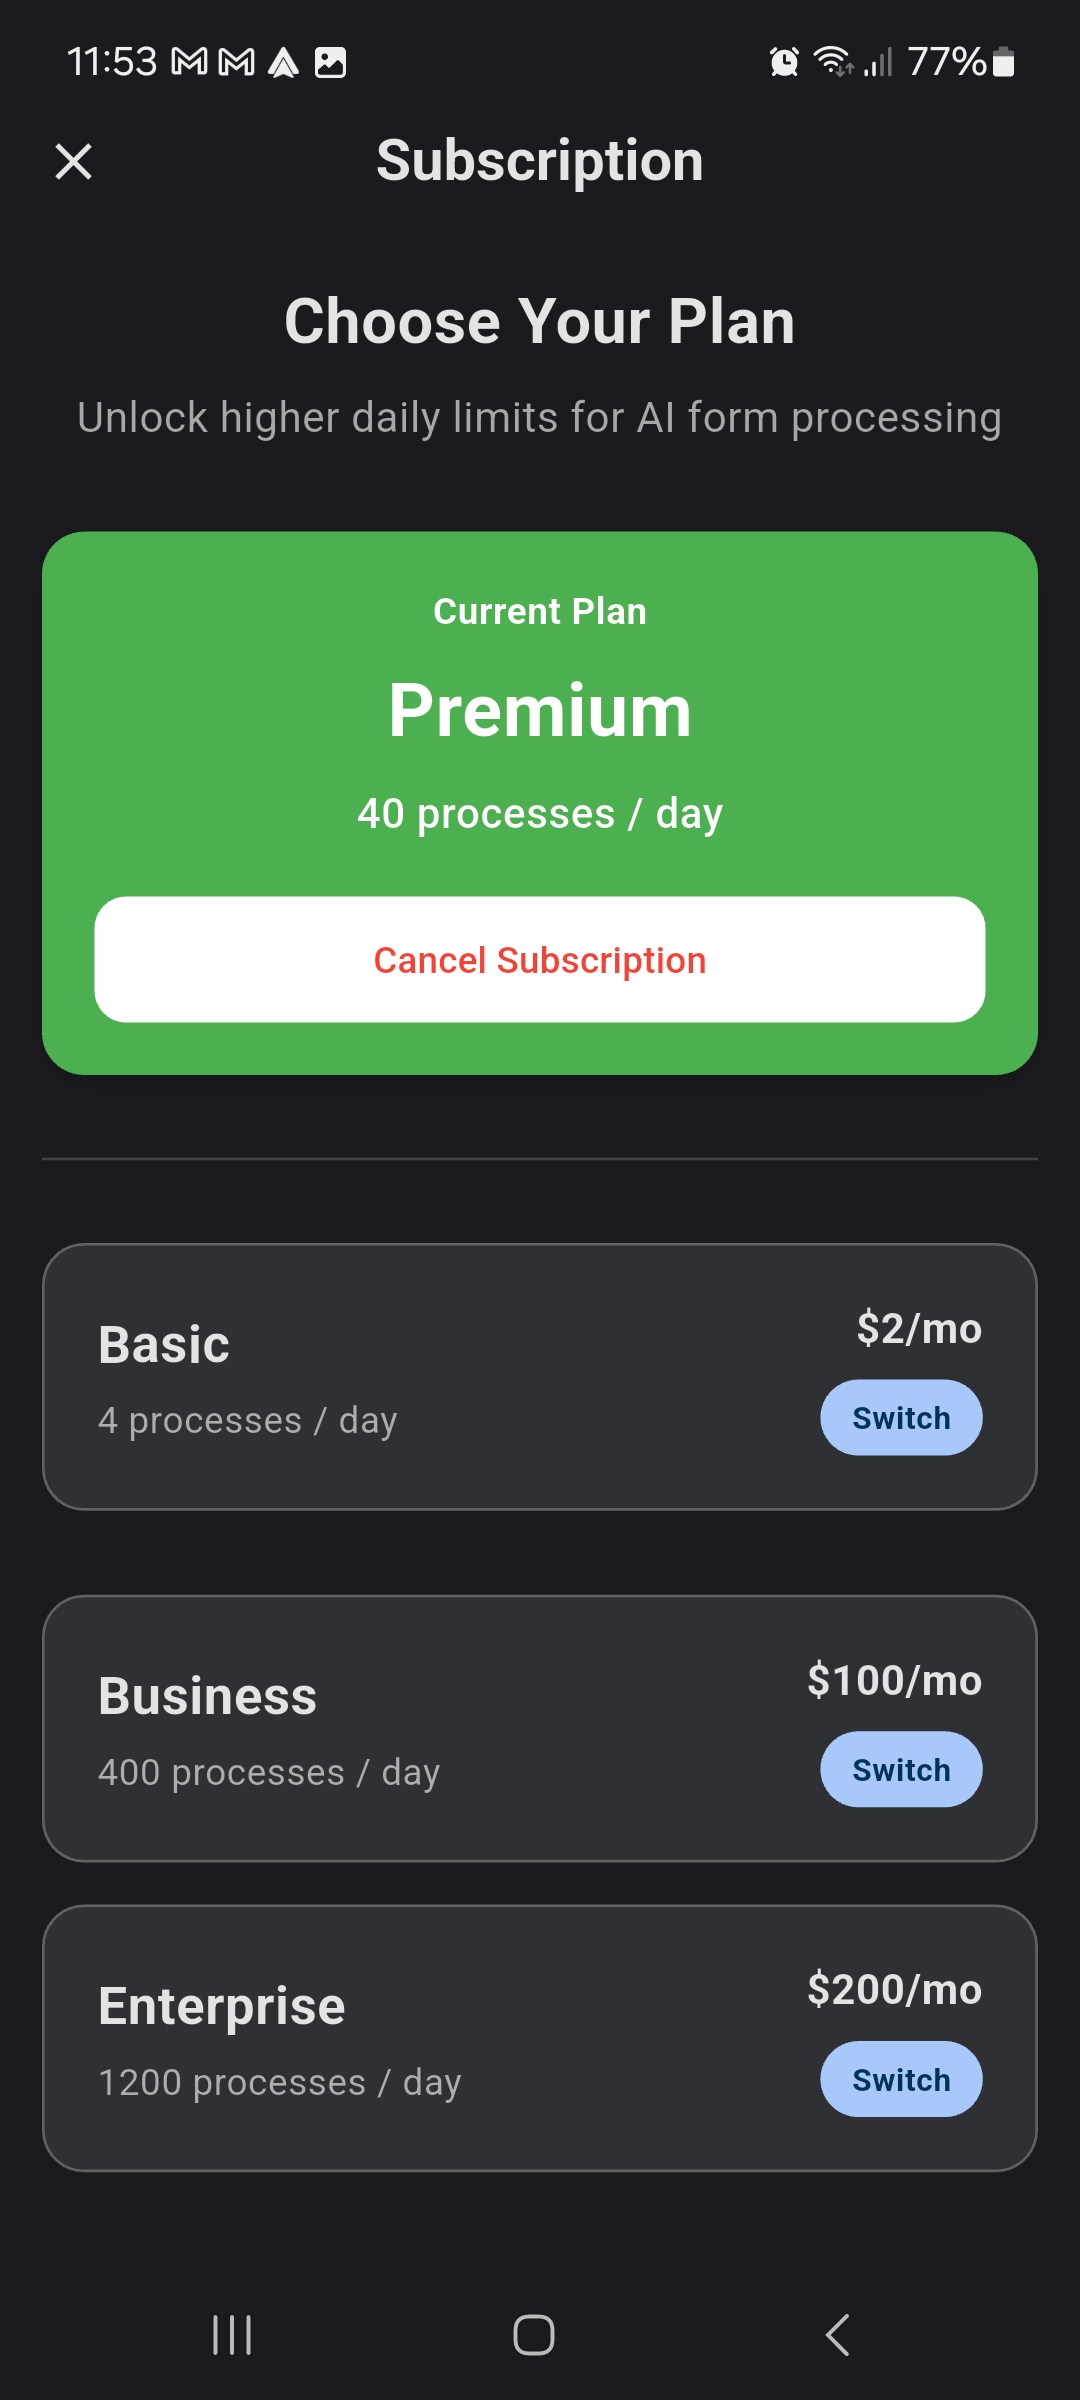 11:53
77%
Subscription
Choose Your Plan
Unlock higher daily limits for AI form processing
Current Plan
Premium
40 processes / day
Cancel Subscription
Basic
$2/mo
4 processes / day
Switch
Business
$100/mo
400 processes / day
Switch
Enterprise
$200/mo
1200 processes / day
Switch